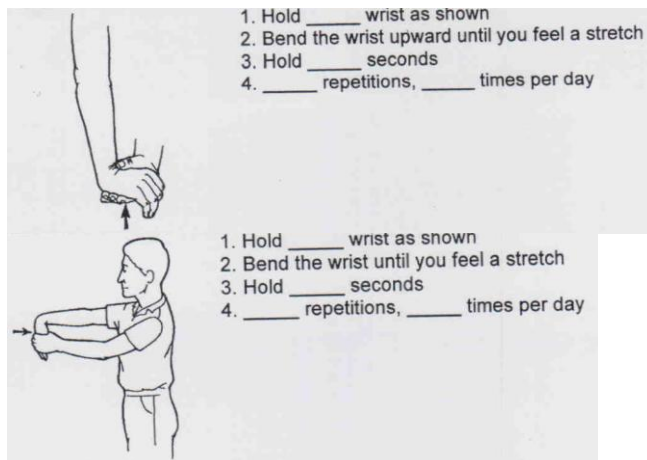 1. Hold _____ wrist as shown
2. Bend the wrist upward until you feel a stretch
3. Hold _____ seconds
4. _____ repetitions, _____ times per day
1. Hold _____ wrist as shown
2. Bend the wrist until you feel a stretch
3. Hold _____ seconds
4. _____ repetitions, _____ times per day